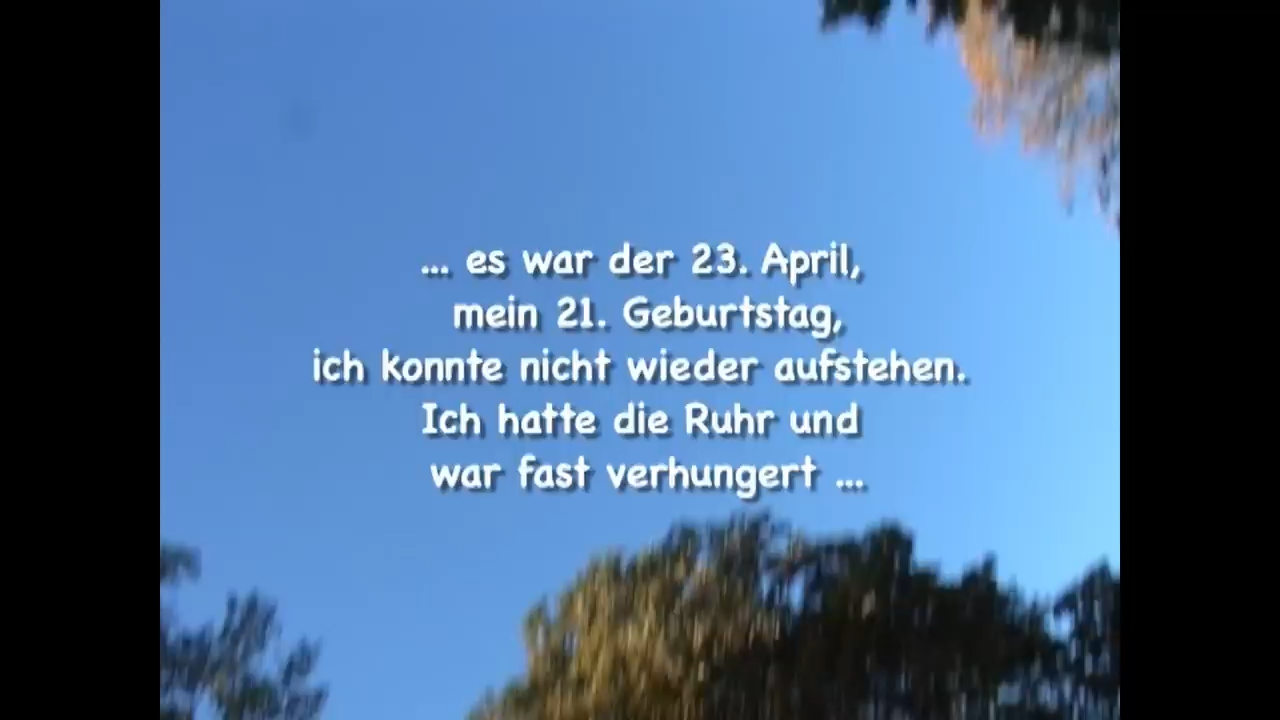 ... es war der 23. April,
mein 21. Geburtstag,
ich konnte nicht wieder aufstehen.
Ich hatte die Ruhr und
war fast verhungert ...